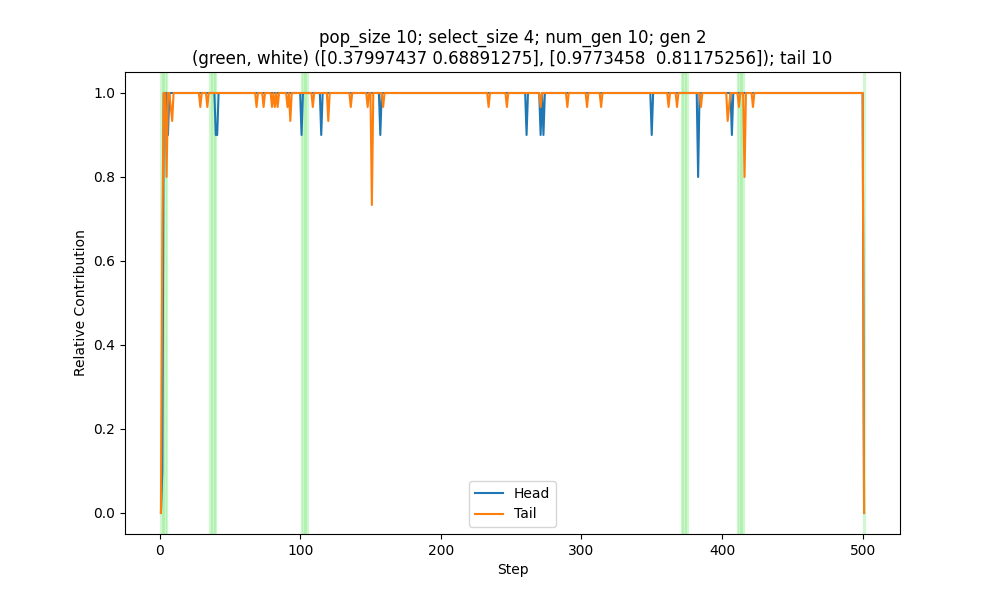 pop_size 10; select_size 4; num_gen 10; gen 2
(green, white) ([0.37997437 0.68891275], [0.9773458  0.81175256]); tail 10
1.0
0.8
0.6
0.4
0.2
0.0
Relative Contribution
Head
Tail
0 100 200 300 400 500
Step